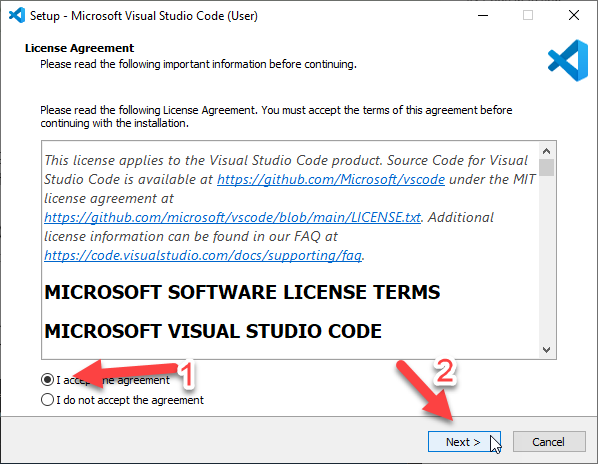 Setup - Microsoft Visual Studio Code (User)
License Agreement
Please read the following important information before continuing.
Please read the following License Agreement. You must accept the terms of this agreement before
continuing with the installation.
This license applies to the Visual Studio Code product. Source Code for Visual
Studio Code is available at https://github.com/Microsoft/vscode under the MIT
license agreement at
https://github.com/microsoft/vscode/blob/main/LICENSE.txt. Additional
license information can be found in our FAQ at
https://code.visualstudio.com/docs/supporting/faq.
MICROSOFT SOFTWARE LICENSE TERMS
MICROSOFT VISUAL STUDIO CODE
I accept the agreement
1
I do not accept the agreement
2
Next >
Cancel